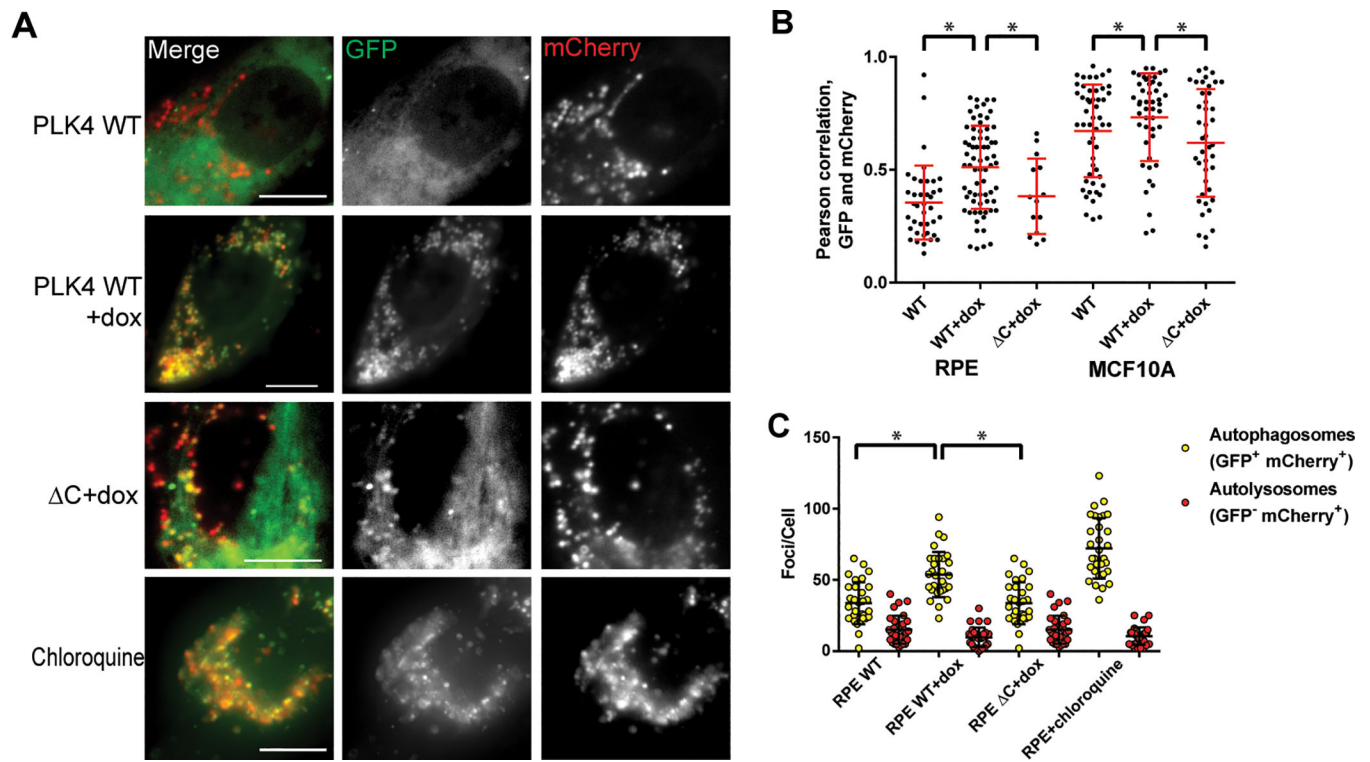 A
Merge
GFP
mCherry
PLK4 WT
PLK4 WT
+dox
ΔC+dox
Chloroquine
B
*
*
*
*
Pearson correlation,
GFP and mCherry
1.0
0.5
0.0
WT
WT+dox
ΔC+dox
WT
WT+dox
ΔC+dox
RPE
MCF10A
C
*
*
Foci/Cell
150
100
50
0
RPE WT
RPE WT+dox
RPE ΔC+dox
RPE+chloroquine
Autophagosomes
(GFP+ mCherry+)
Autolysosomes
(GFP- mCherry+)